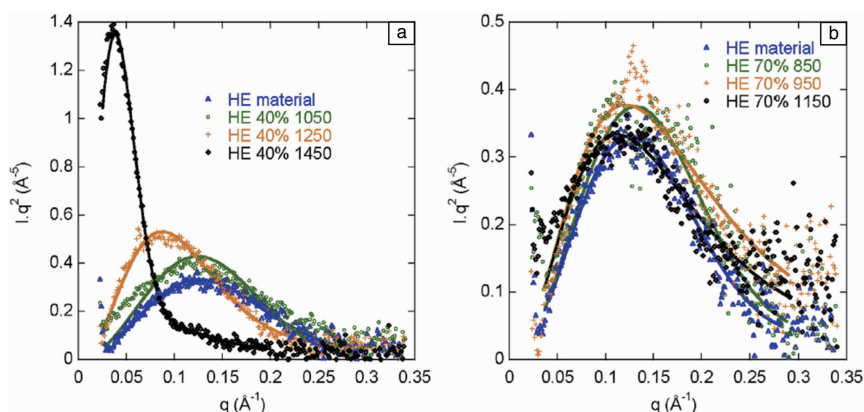 a
1.4
1.2
1
0.8
0.6
0.4
0.2
0
I.q² (Å⁻⁵)
HE material
HE 40% 1050
HE 40% 1250
HE 40% 1450
0 0.05 0.1 0.15 0.2 0.25 0.3 0.35
q (Å⁻¹)
b
0.5
0.4
0.3
0.2
0.1
0
I.q² (Å⁻⁵)
HE material
HE 70% 850
HE 70% 950
HE 70% 1150
0 0.05 0.1 0.15 0.2 0.25 0.3 0.35
q (Å⁻¹)